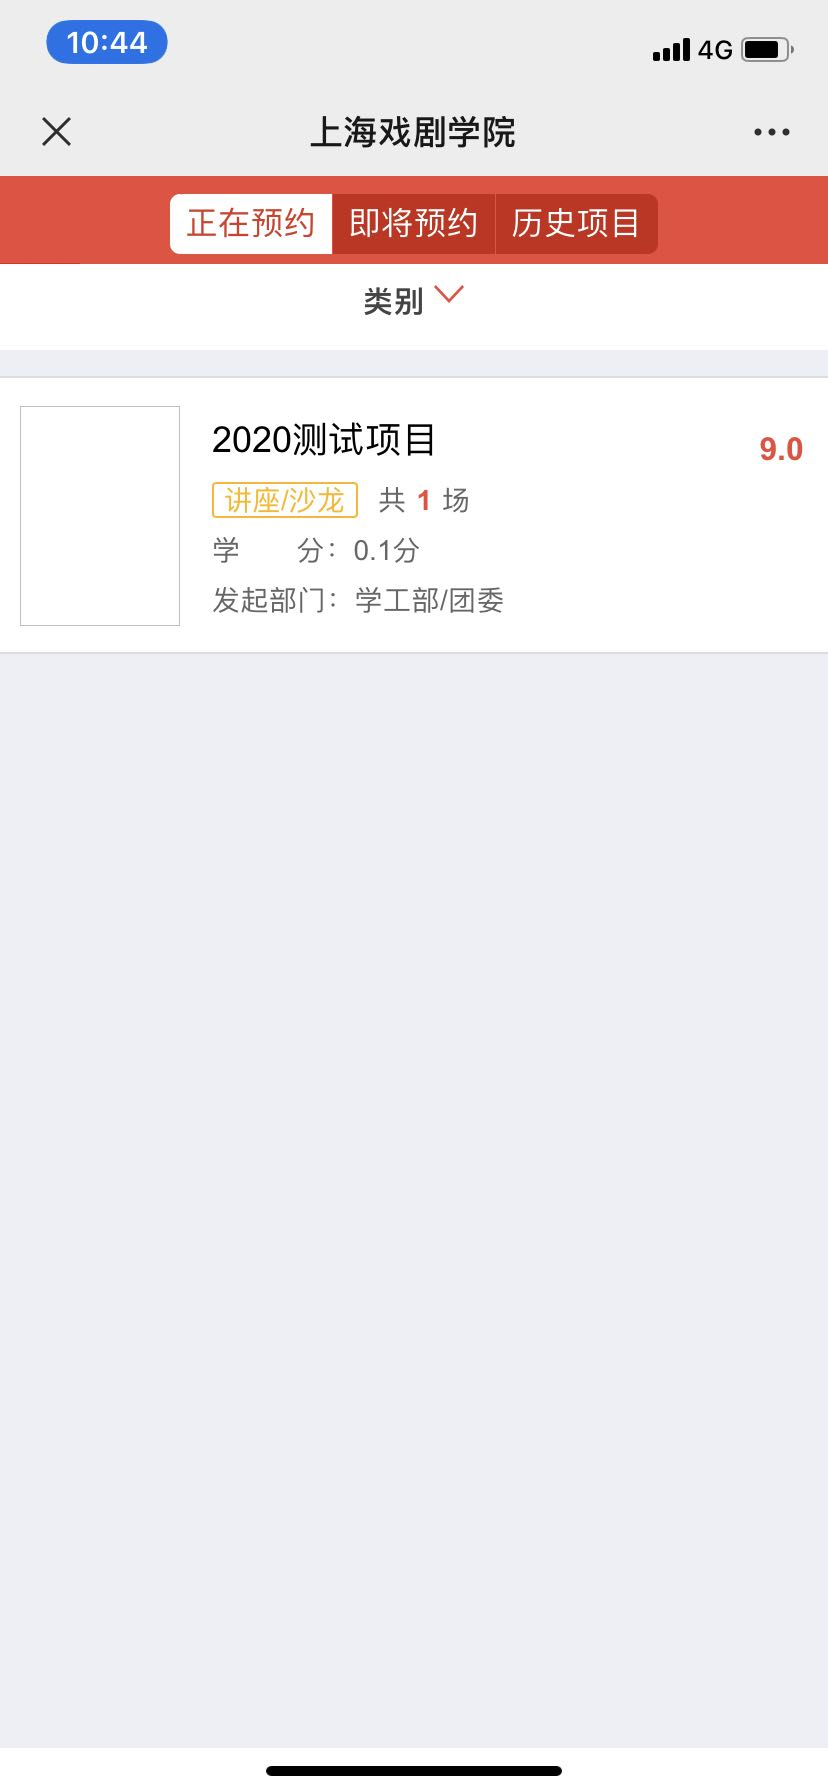 10:44 4G
上海戏剧学院
正在预约 即将预约 历史项目
类别
2020测试项目 9.0
讲座/沙龙 共 1 场
学 分：0.1分
发起部门：学工部/团委